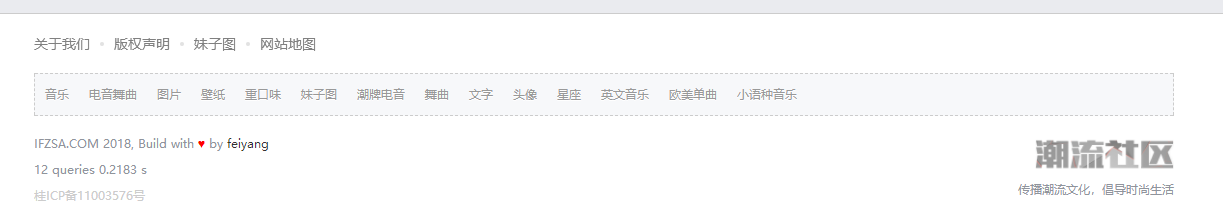 关于我们 • 版权声明 • 妹子图 • 网站地图
音乐 电音舞曲 图片 壁纸 重口味 妹子图 潮牌电音 舞曲 文字 头像 星座 英文音乐 欧美单曲 小语种音乐
IFZSA.COM 2018, Build with ♥ by feiyang
12 queries 0.2183 s
桂ICP备11003576号
潮流社区
传播潮流文化，倡导时尚生活